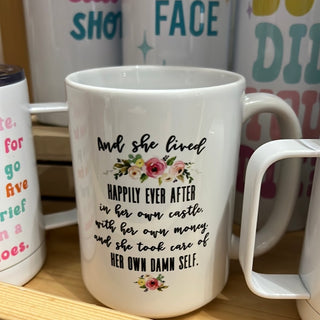 SHO
FACE
DID
te.
for
go
five
rief
n a
oes.
And she lived
HAPPILY EVER AFTER
in her own castle,
with her own money,
and she took care of
HER OWN DAMN SELF.